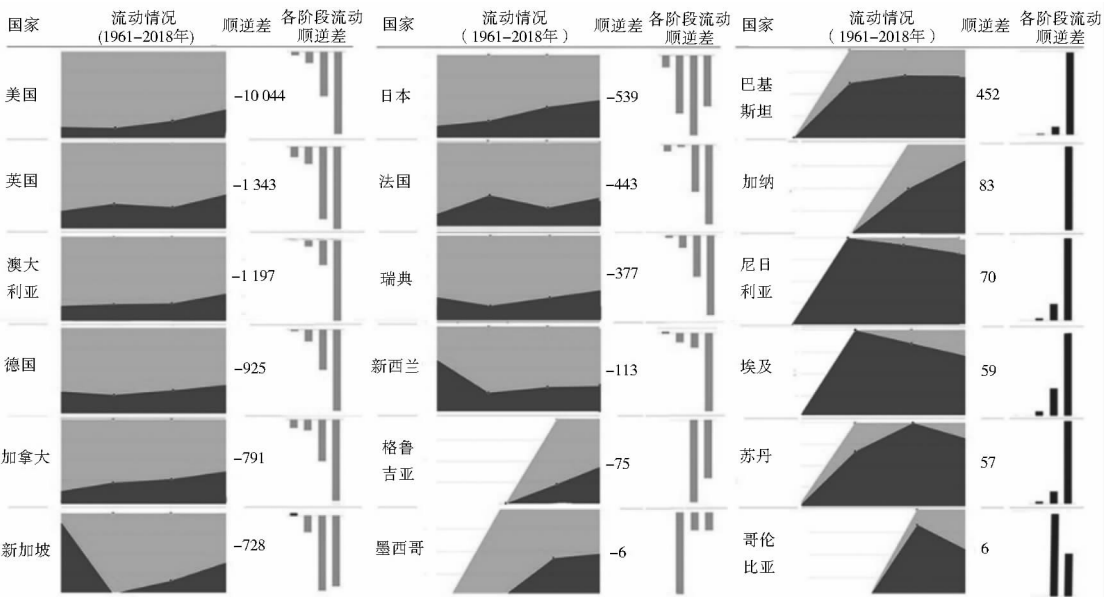 国家 流动情况 (1961-2018年) 顺逆差 各阶段流动 顺逆差
美国 -10 044
英国 -1 343
澳大
利亚 -1 197
德国 -925
加拿大 -791
新加坡 -728
国家 流动情况 (1961-2018年) 顺逆差 各阶段流动 顺逆差
日本 -539
法国 -443
瑞典 -377
新西兰 -113
格鲁
吉亚 -75
墨西哥 -6
国家 流动情况 (1961-2018年) 顺逆差 各阶段流动 顺逆差
巴基
斯坦 452
加纳 83
尼日
利亚 70
埃及 59
苏丹 57
哥伦
比亚 6